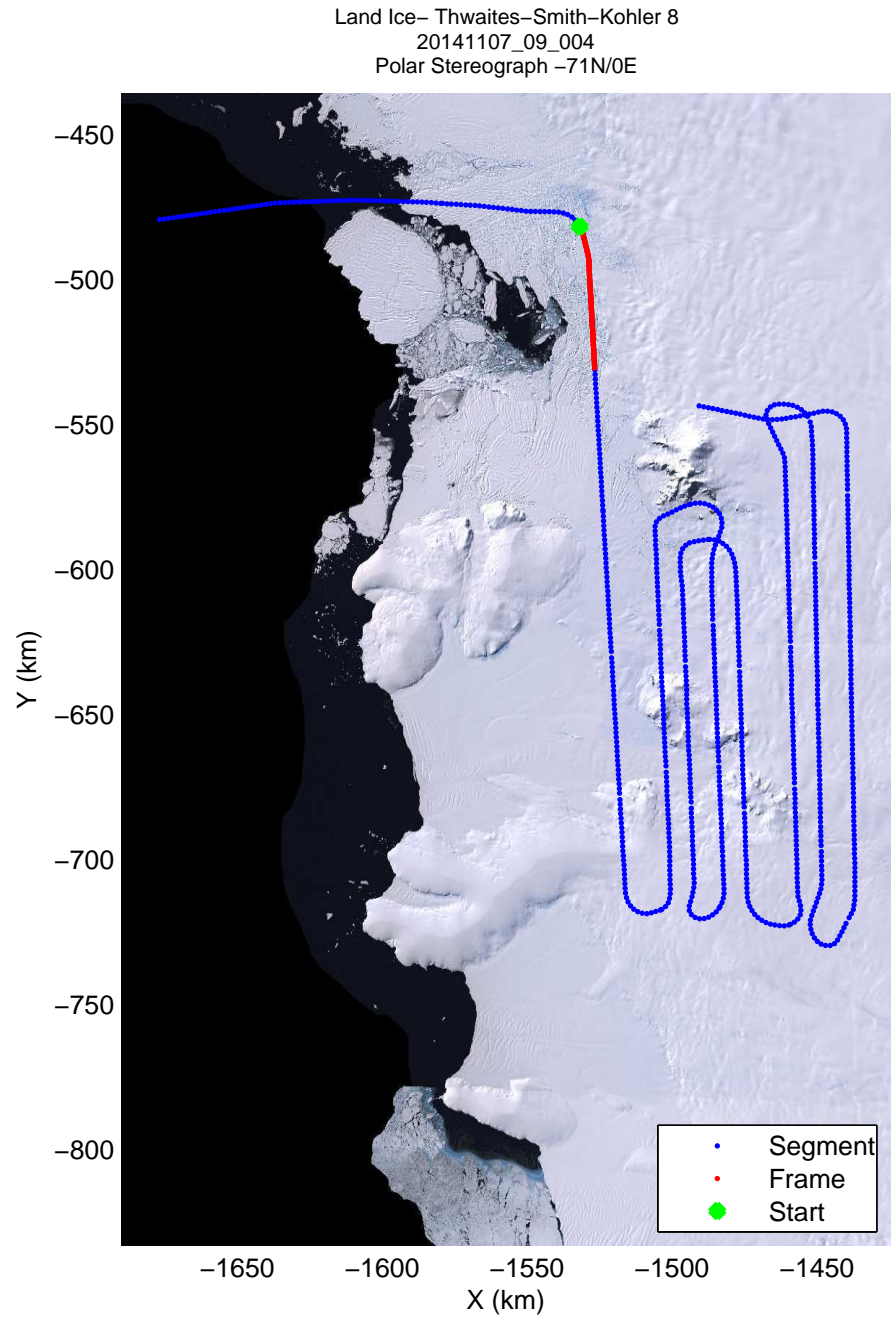 Land Ice− Thwaites−Smith−Kohler 8
20141107_09_004
Polar Stereograph −71N/0E
−450
−500
−550
−600
−650
−700
−750
−800
Y (km)
−1650
−1600
−1550
−1500
−1450
X (km)
Segment
Frame
Start